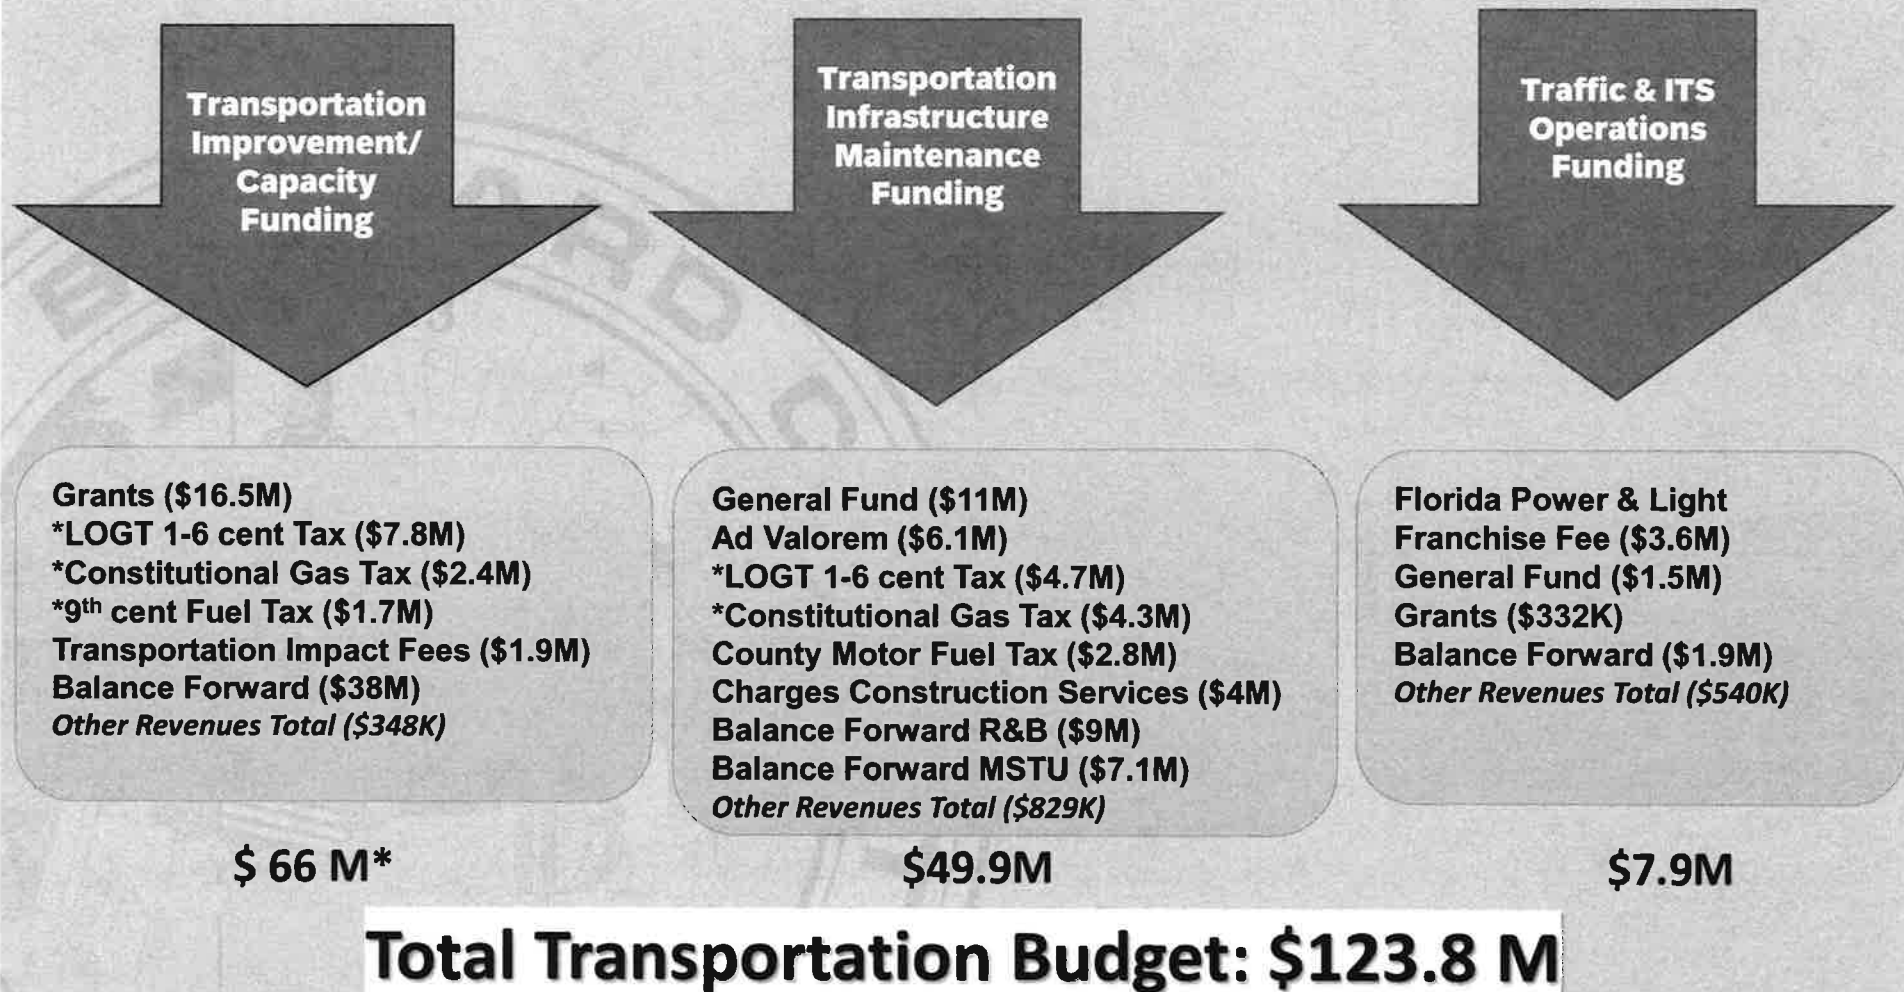 Transportation
Improvement/
Capacity
Funding
Transportation
Infrastructure
Maintenance
Funding
Traffic & ITS
Operations
Funding
Grants ($16.5M)
*LOGT 1-6 cent Tax ($7.8M)
*Constitutional Gas Tax ($2.4M)
*9th cent Fuel Tax ($1.7M)
Transportation Impact Fees ($1.9M)
Balance Forward ($38M)
Other Revenues Total ($348K)
$ 66 M*
General Fund ($11M)
Ad Valorem ($6.1M)
*LOGT 1-6 cent Tax ($4.7M)
*Constitutional Gas Tax ($4.3M)
County Motor Fuel Tax ($2.8M)
Charges Construction Services ($4M)
Balance Forward R&B ($9M)
Balance Forward MSTU ($7.1M)
Other Revenues Total ($829K)
$49.9M
Florida Power & Light
Franchise Fee ($3.6M)
General Fund ($1.5M)
Grants ($332K)
Balance Forward ($1.9M)
Other Revenues Total ($540K)
$7.9M
Total Transportation Budget: $123.8 M